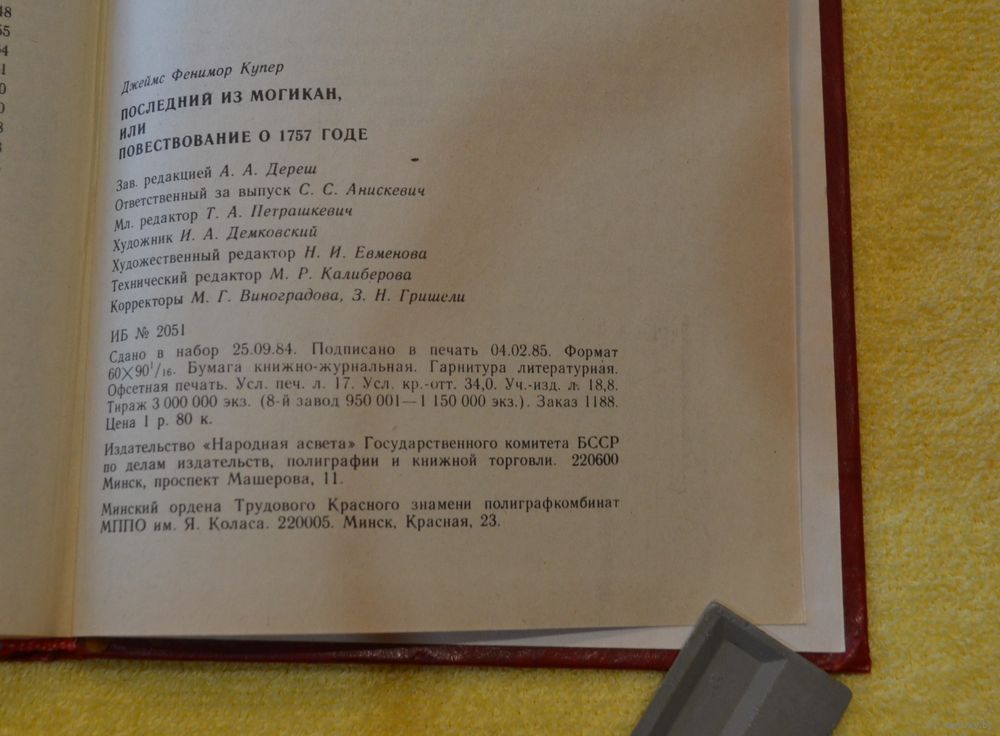 48
55
54
Джеймс Фенимор Купер
ПОСЛЕДНИЙ ИЗ МОГИКАН,
ИЛИ
ПОВЕСТВОВАНИЕ О 1757 ГОДЕ
Зав. редакцией А. А. Дереш
Ответственный за выпуск С. С. Анискевич
Мл. редактор Т. А. Петрашкевич
Художник И. А. Демковский
Художественный редактор Н. И. Евменова
Технический редактор М. Р. Калиберова
Корректоры М. Г. Виноградова, З. Н. Гришели
ИБ № 2051
Сдано в набор 25.09.84. Подписано в печать 04.02.85. Формат
60×90¹/₁₆. Бумага книжно-журнальная. Гарнитура литературная.
Офсетная печать. Усл. печ. л. 17. Усл. кр.-отт. 34,0. Уч.-изд. л. 18,8.
Тираж 3 000 000 экз. (8-й завод 950 001—1 150 000 экз.). Заказ 1188.
Цена 1 р. 80 к.
Издательство «Народная асвета» Государственного комитета БССР
по делам издательств, полиграфии и книжной торговли. 220600
Минск, проспект Машерова, 11.
Минский ордена Трудового Красного знамени полиграфкомбинат
МППО им. Я. Коласа. 220005. Минск, Красная, 23.